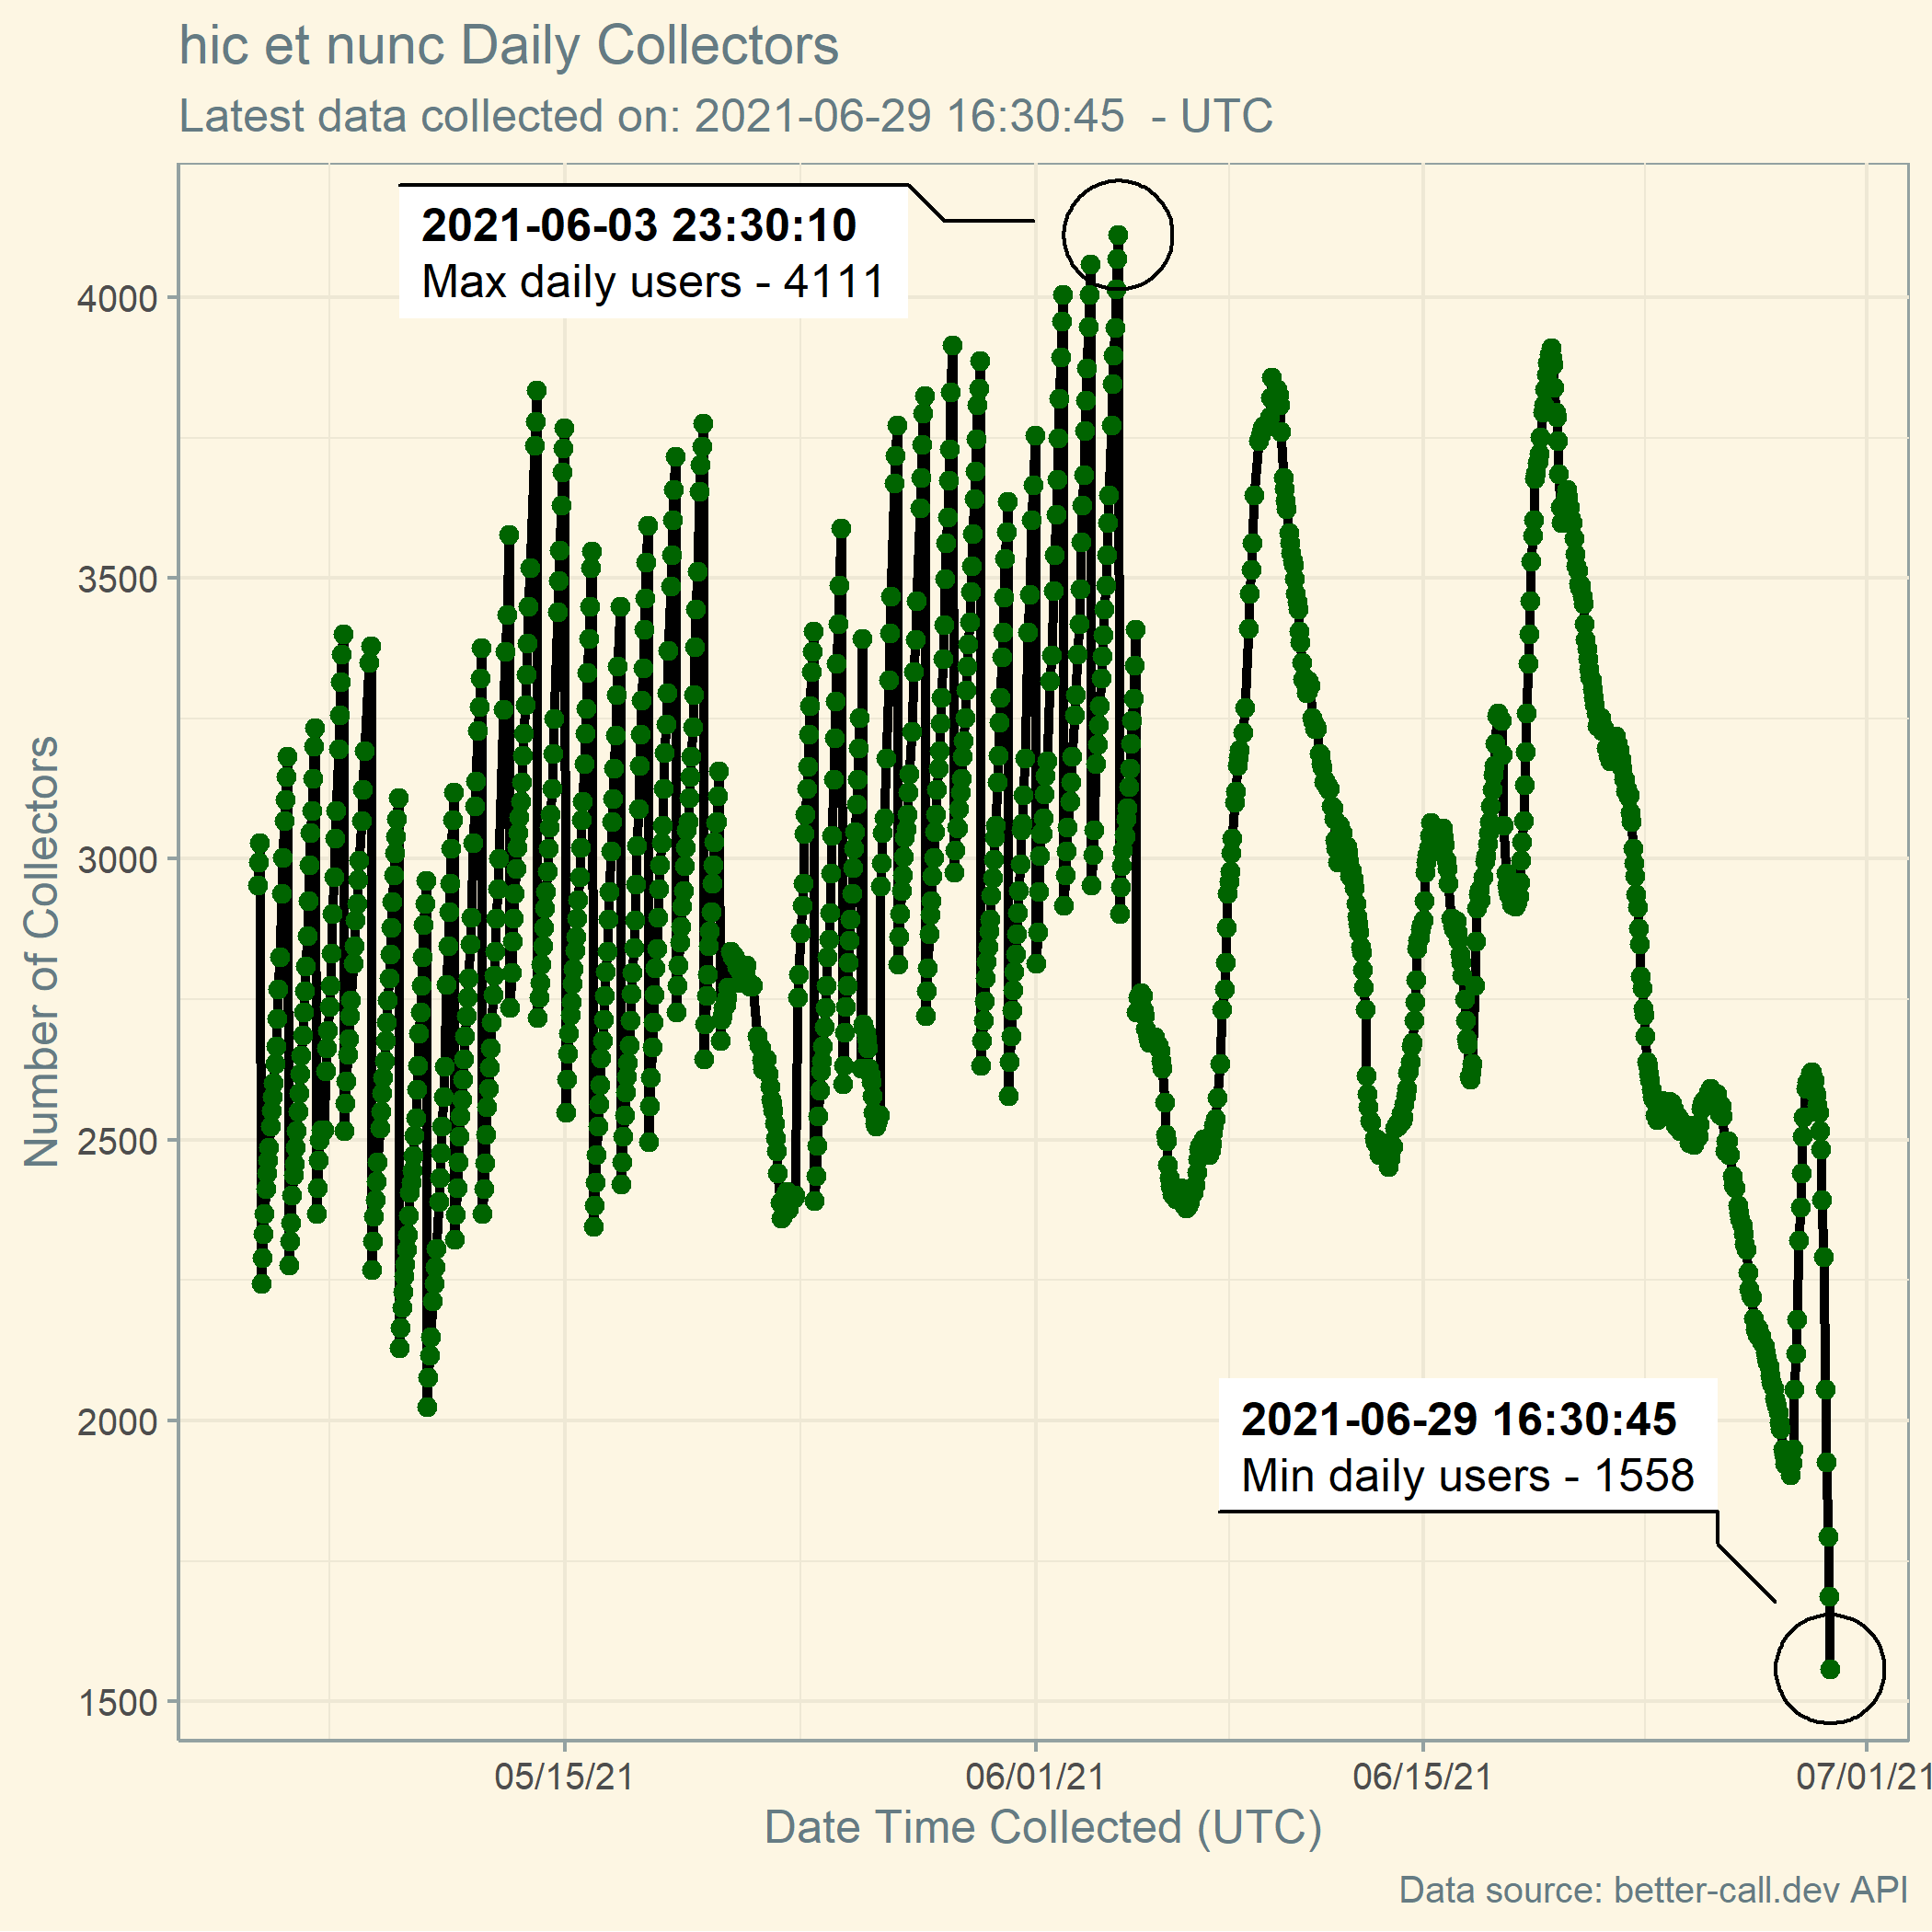 hic et nunc Daily Collectors
Latest data collected on: 2021-06-29 16:30:45  - UTC
2021-06-03 23:30:10
Max daily users - 4111
4000
3500
3000
2500
2000
1500
Number of Collectors
2021-06-29 16:30:45
Min daily users - 1558
05/15/21
06/01/21
06/15/21
07/01/21
Date Time Collected (UTC)
Data source: better-call.dev API